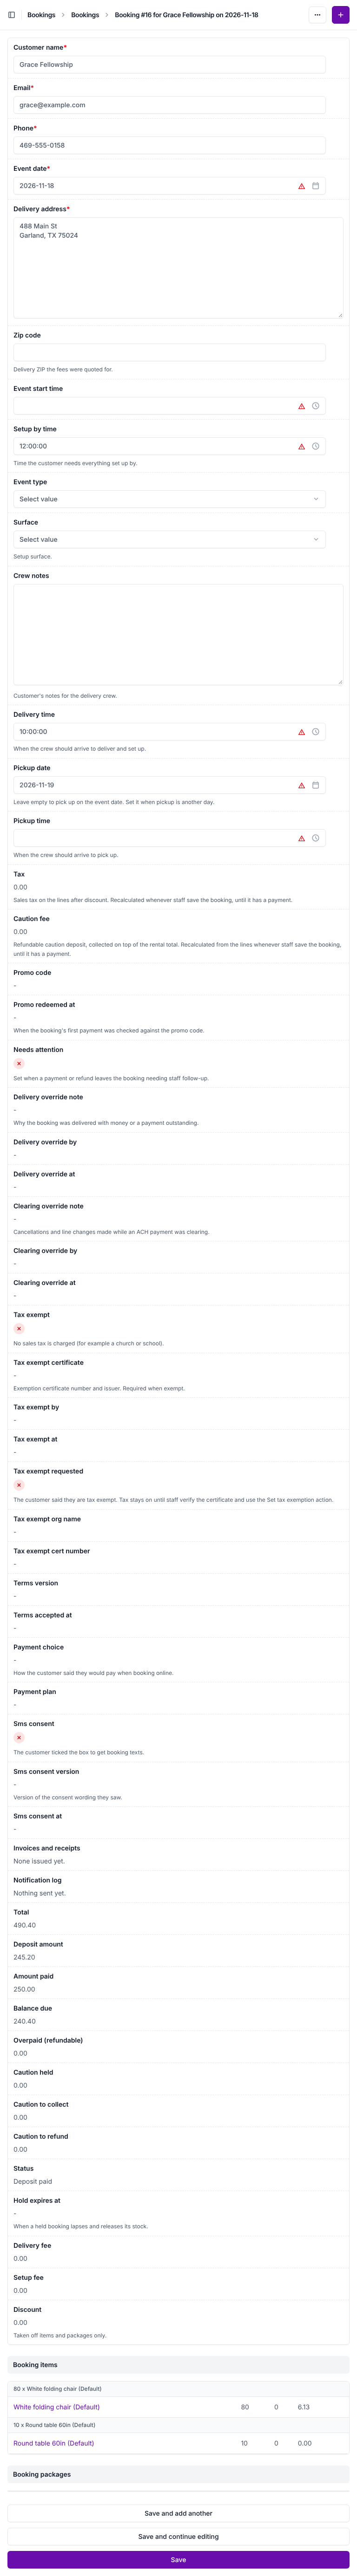 Bookings > Bookings > Booking #16 for Grace Fellowship on 2026-11-18
Customer name*
Grace Fellowship
Email*
grace@example.com
Phone*
469-555-0158
Event date*
2026-11-18
Delivery address*
488 Main St
Garland, TX 75024
Zip code
Delivery ZIP the fees were quoted for.
Event start time
Setup by time
12:00:00
Time the customer needs everything set up by.
Event type
Select value
Surface
Select value
Setup surface.
Crew notes
Customer's notes for the delivery crew.
Delivery time
10:00:00
When the crew should arrive to deliver and set up.
Pickup date
2026-11-19
Leave empty to pick up on the event date. Set it when pickup is another day.
Pickup time
When the crew should arrive to pick up.
Tax
0.00
Sales tax on the lines after discount. Recalculated whenever staff save the booking, until it has a payment.
Caution fee
0.00
Refundable caution deposit, collected on top of the rental total. Recalculated from the lines whenever staff save the booking,
until it has a payment.
Promo code
-
Promo redeemed at
-
When the booking's first payment was checked against the promo code.
Needs attention
Set when a payment or refund leaves the booking needing staff follow-up.
Delivery override note
-
Why the booking was delivered with money or a payment outstanding.
Delivery override by
-
Delivery override at
-
Clearing override note
-
Cancellations and line changes made while an ACH payment was clearing.
Clearing override by
-
Clearing override at
-
Tax exempt
No sales tax is charged (for example a church or school).
Tax exempt certificate
-
Exemption certificate number and issuer. Required when exempt.
Tax exempt by
-
Tax exempt at
-
Tax exempt requested
The customer said they are tax exempt. Tax stays on until staff verify the certificate and use the Set tax exemption action.
Tax exempt org name
-
Tax exempt cert number
-
Terms version
-
Terms accepted at
-
Payment choice
-
How the customer said they would pay when booking online.
Payment plan
-
Sms consent
The customer ticked the box to get booking texts.
Sms consent version
-
Version of the consent wording they saw.
Sms consent at
-
Invoices and receipts
None issued yet.
Notification log
Nothing sent yet.
Total
490.40
Deposit amount
245.20
Amount paid
250.00
Balance due
240.40
Overpaid (refundable)
0.00
Caution held
0.00
Caution to collect
0.00
Caution to refund
0.00
Status
Deposit paid
Hold expires at
-
When a held booking lapses and releases its stock.
Delivery fee
0.00
Setup fee
0.00
Discount
0.00
Taken off items and packages only.
Booking items
80 x White folding chair (Default)
White folding chair (Default) 80 0 6.13
10 x Round table 60in (Default)
Round table 60in (Default) 10 0 0.00
Booking packages
Save and add another
Save and continue editing
Save